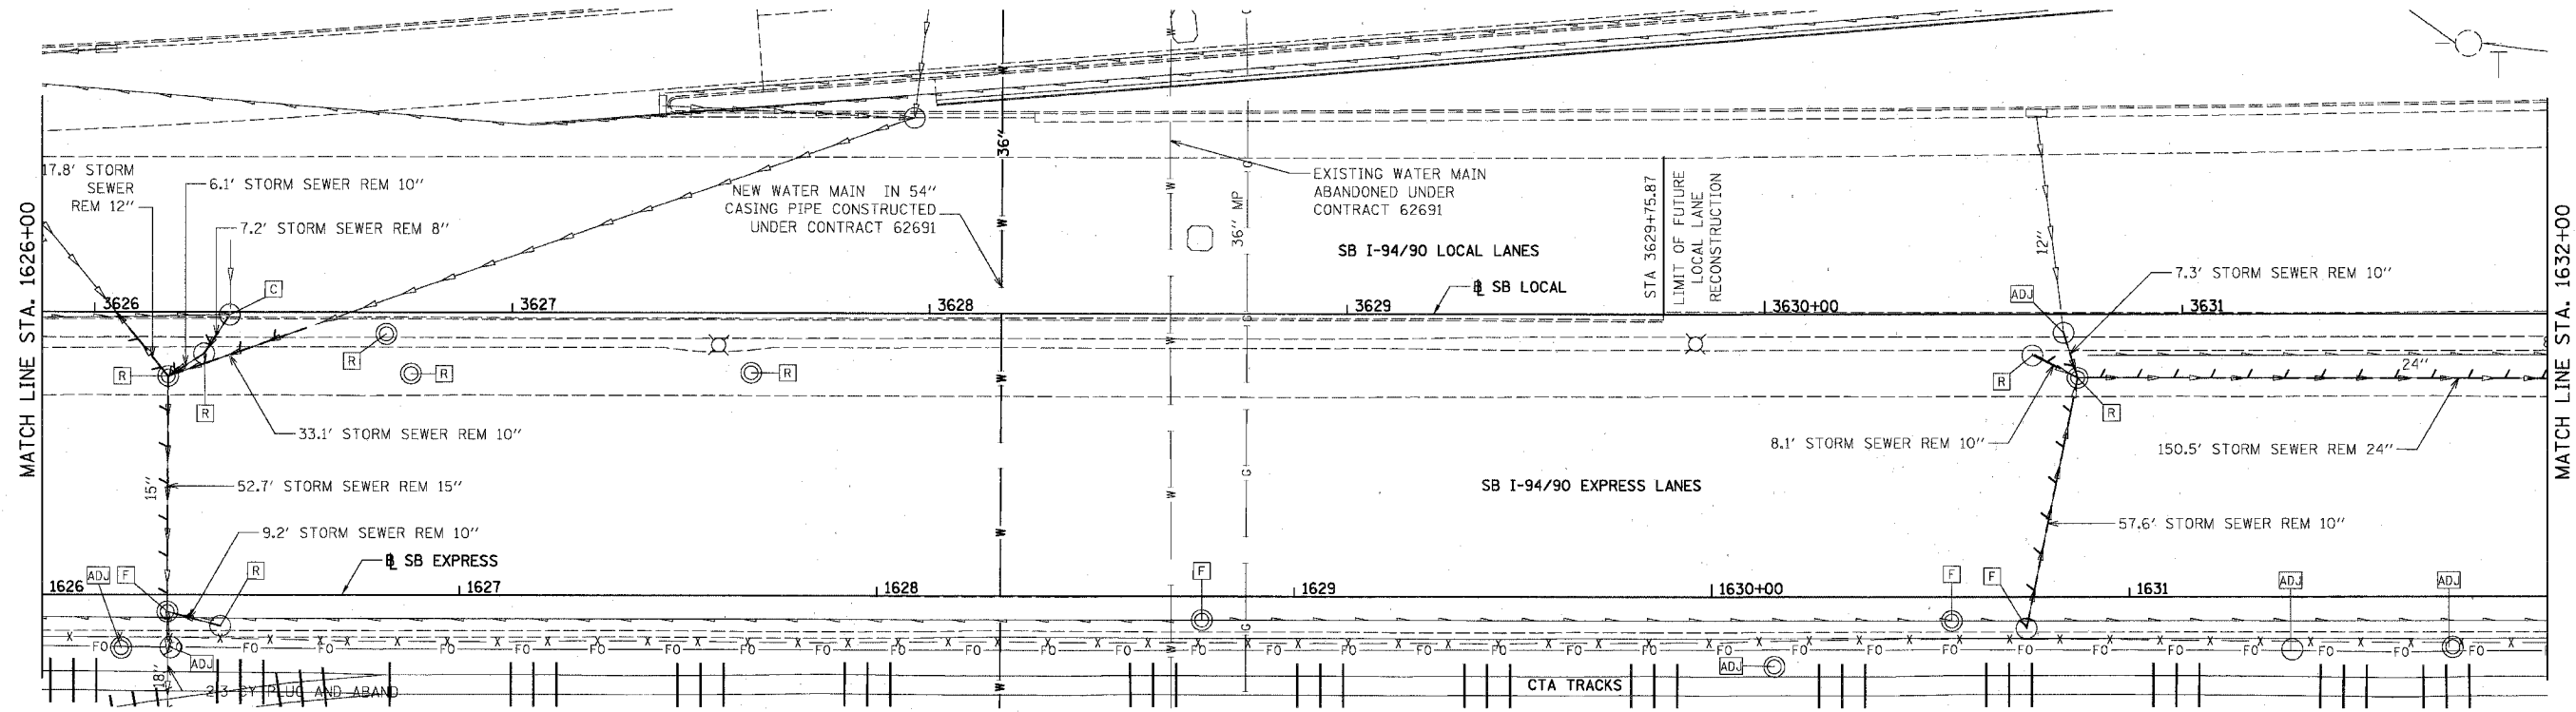 MATCH LINE STA. 1626+00
17.8' STORM
SEWER
REM 12"
6.1' STORM SEWER REM 10"
7.2' STORM SEWER REM 8"
NEW WATER MAIN IN 54"
CASING PIPE CONSTRUCTED
UNDER CONTRACT 62691
36"
W
EXISTING WATER MAIN
ABANDONED UNDER
CONTRACT 62691
36" MP
G
SB I-94/90 LOCAL LANES
STA 3629+75.87
LIMIT OF FUTURE
LOCAL LANE
RECONSTRUCTION
12"
7.3' STORM SEWER REM 10"
MATCH LINE STA. 1632+00
C
3626
3627
3628
3629
B SB LOCAL
3630+00
ADJ
3631
R
R
R
R
R
R
R
24"
33.1' STORM SEWER REM 10"
8.1' STORM SEWER REM 10"
150.5' STORM SEWER REM 24"
15"
52.7' STORM SEWER REM 15"
SB I-94/90 EXPRESS LANES
9.2' STORM SEWER REM 10"
57.6' STORM SEWER REM 10"
B SB EXPRESS
1626
ADJ
F
R
1627
1628
F
1629
1630+00
F
F
1631
ADJ
ADJ
X
FO
ADJ
ADJ
18"
2.3 CY PLUG AND ABAND
CTA TRACKS